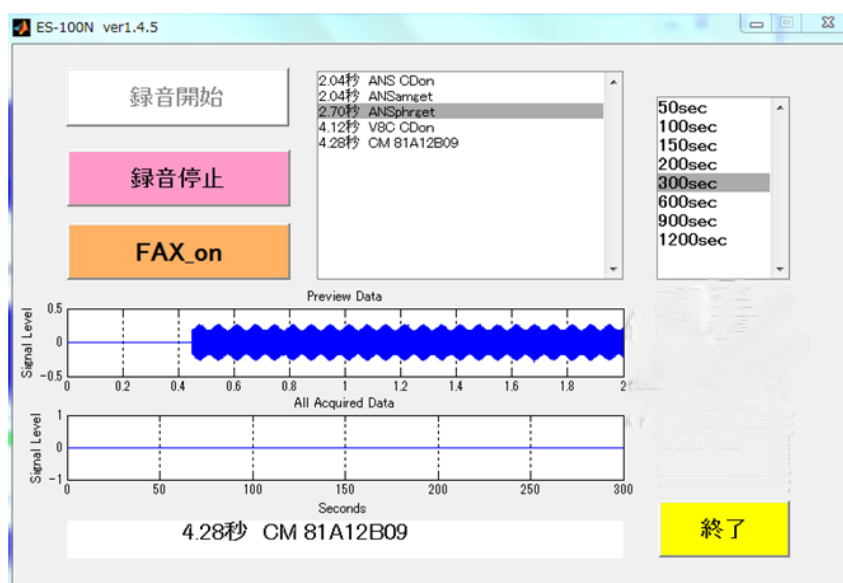 ES-100N ver1.4.5
録音開始
録音停止
FAX_on
2.04秒 ANS CDon
2.04秒 ANSamget
2.70秒 ANSphrget
4.12秒 V8C CDon
4.28秒 CM 81A12B09
50sec
100sec
150sec
200sec
300sec
600sec
900sec
1200sec
Preview Data
Signal Level
0.5
0
-0.5
0 0.2 0.4 0.6 0.8 1 1.2 1.4 1.6 1.8 2
All Acquired Data
Signal Level
1
0
-1
0 50 100 150 200 250 300
Seconds
4.28秒 CM 81A12B09
終了